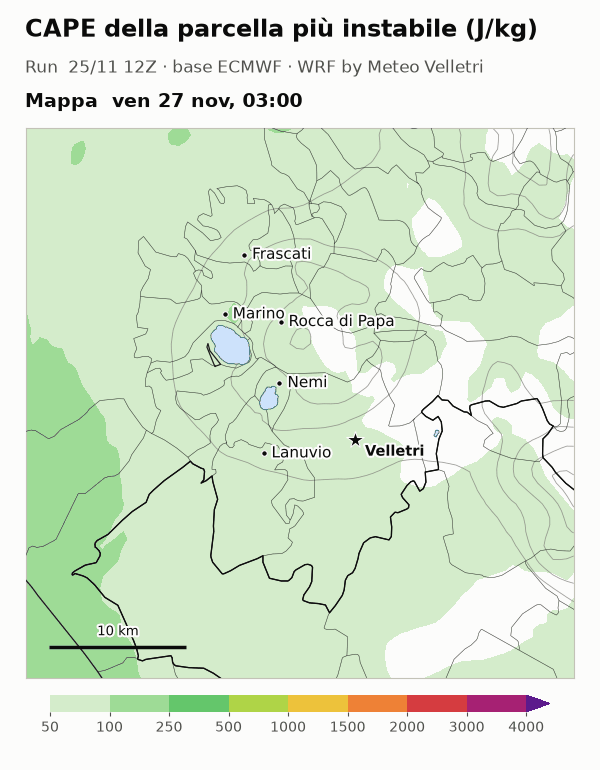 CAPE della parcella più instabile (J/kg)
Run  25/11 12Z · base ECMWF · WRF by Meteo Velletri
Mappa  ven 27 nov, 03:00
Frascati
Marino
Rocca di Papa
Nemi
Velletri
Lanuvio
10 km
50 100 250 500 1000 1500 2000 3000 4000